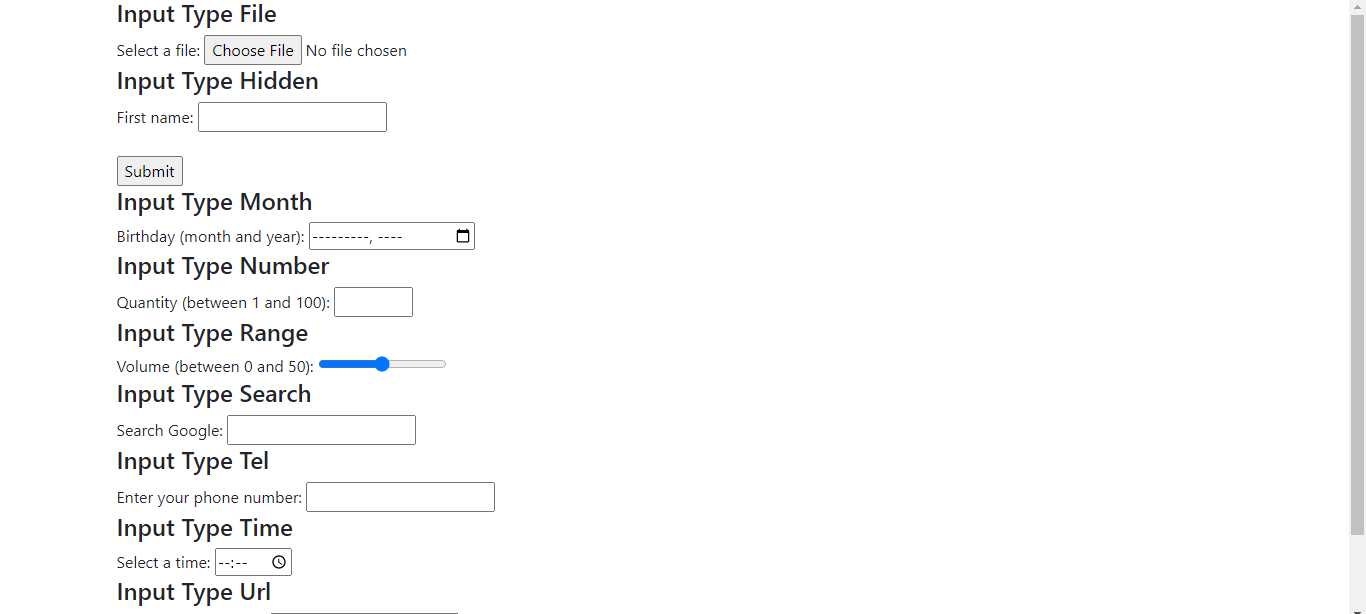 Input Type File
Select a file: Choose File No file chosen
Input Type Hidden
First name:
Submit
Input Type Month
Birthday (month and year): ---------, ----
Input Type Number
Quantity (between 1 and 100):
Input Type Range
Volume (between 0 and 50):
Input Type Search
Search Google:
Input Type Tel
Enter your phone number:
Input Type Time
Select a time: --:--
Input Type Url